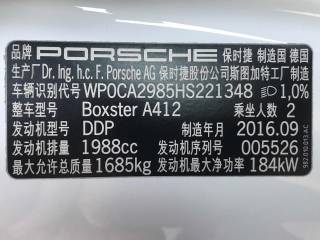 品牌 PORSCHE 保时捷 制造国 德国
生产厂 Dr. Ing. h.c. F. Porsche AG 保时捷股份公司斯图加特工厂制造
车辆识别代号 WP0CA2985HS221348 1,0%
整车型号 Boxster A412 乘坐人数 2
发动机型号 DDP 制造年月 2016.09
发动机排量 1988cc 发动机序列号 005526
最大允许总质量 1685kg 发动机最大净功率 184kW
982.010.013.AC